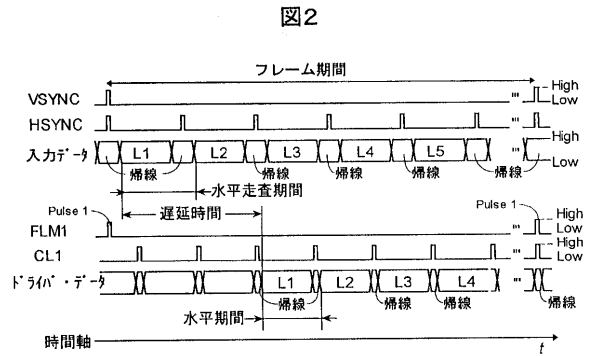 図2
フレーム期間
VSYNC High Low
HSYNC
入力ﾃﾞｰﾀ L1 L2 L3 L4 L5 High Low
帰線 帰線 帰線 帰線 帰線
水平走査期間
遅延時間
Pulse 1 Pulse 1
FLM1 High Low
CL1 High Low
ﾄﾞﾗｲﾊﾞ・ﾃﾞｰﾀ L1 L2 L3 L4
帰線 帰線 帰線 帰線
水平期間
時間軸 t